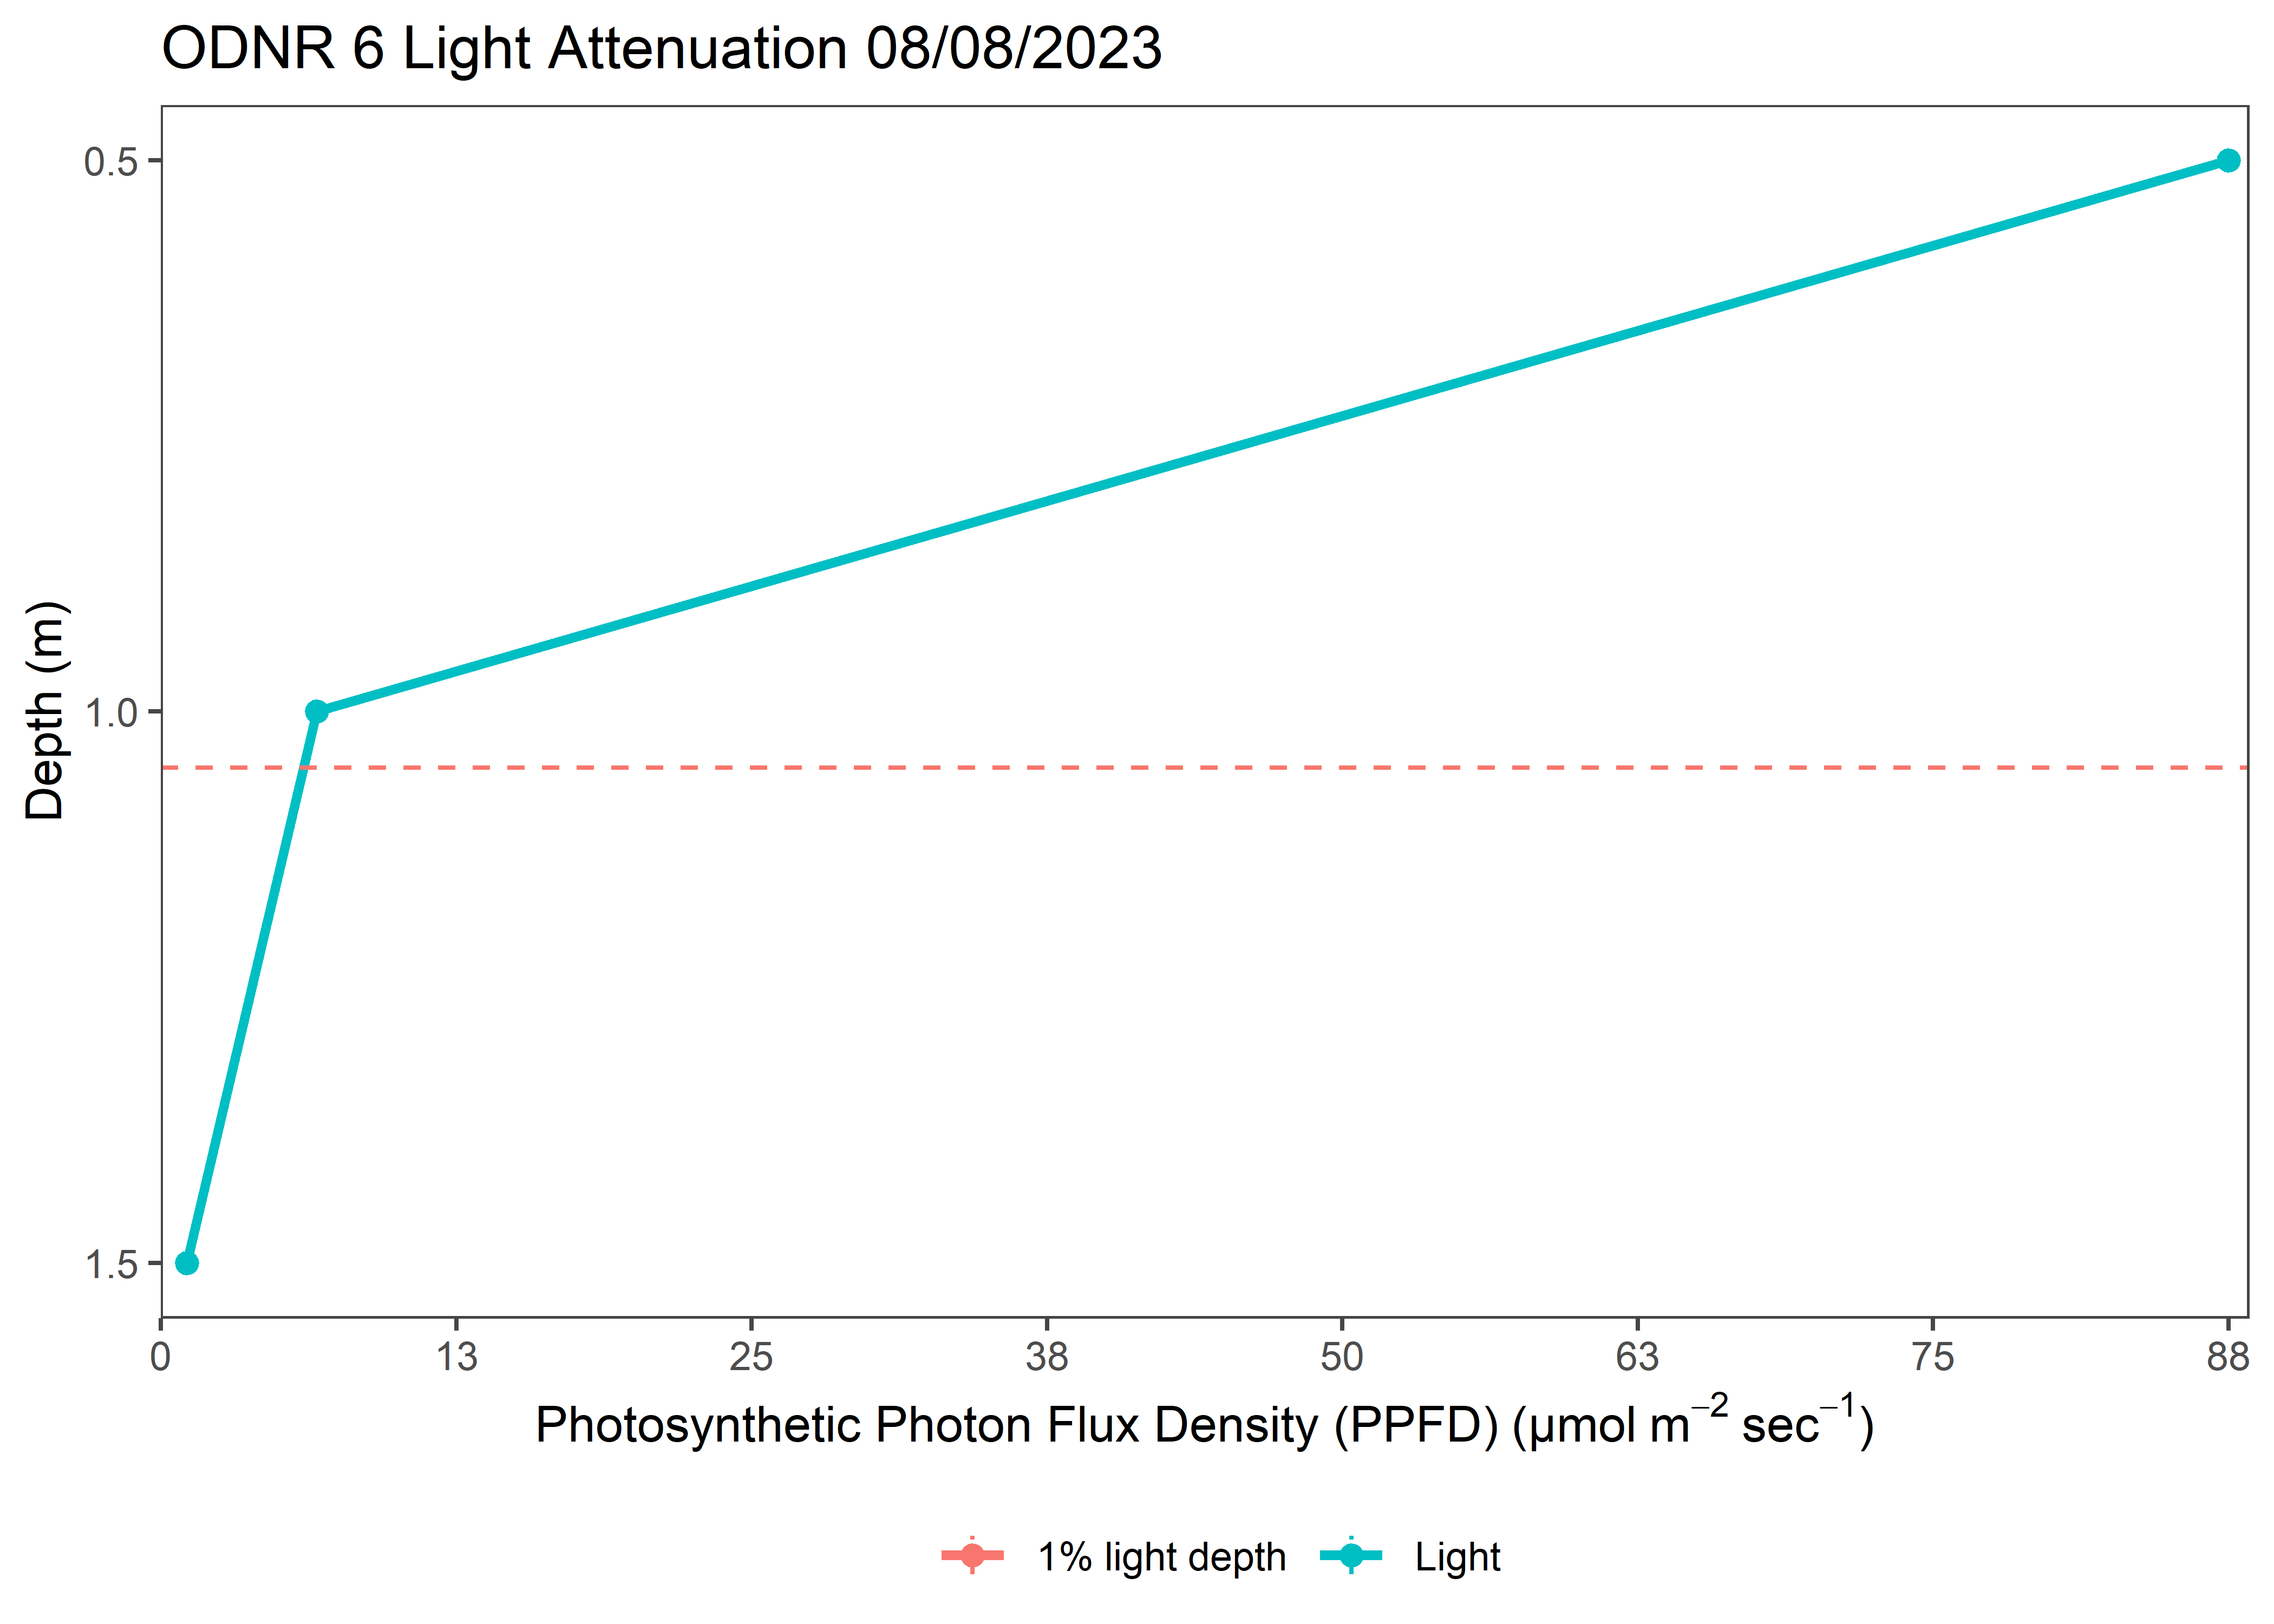 ODNR 6 Light Attenuation 08/08/2023
Depth (m)
0.5
1.0
1.5
0 13 25 38 50 63 75 88
Photosynthetic Photon Flux Density (PPFD) (μmol m⁻² sec⁻¹)
1% light depth Light